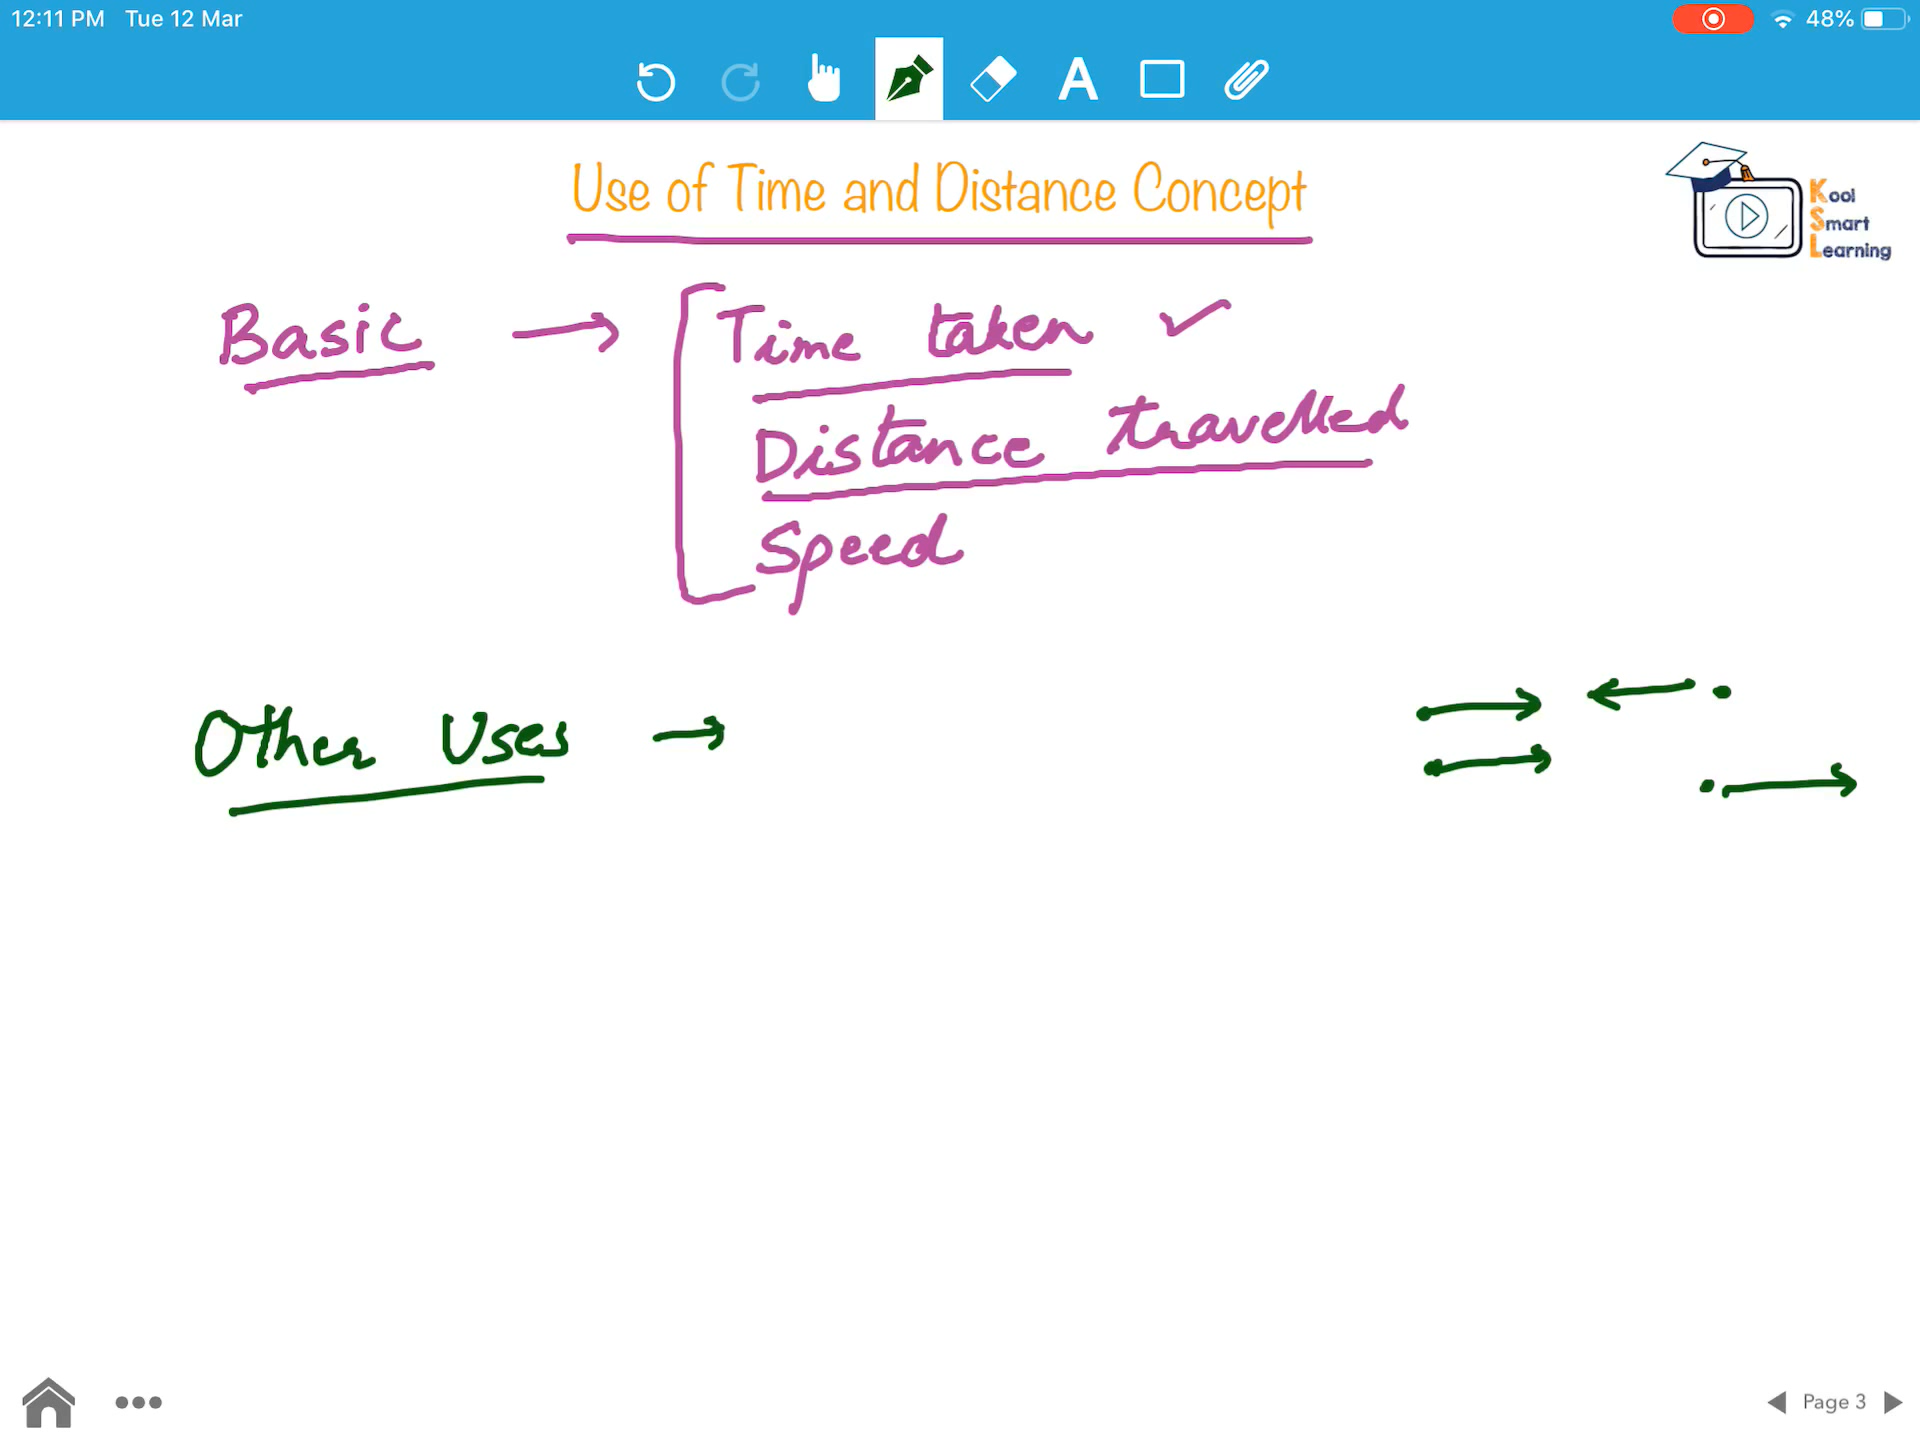 12:11 PM Tue 12 Mar 48%
A
Use of Time and Distance Concept
Kool
Smart
Learning
Basic → Time taken ✓
Distance travelled
Speed
Other Uses →
Page 3